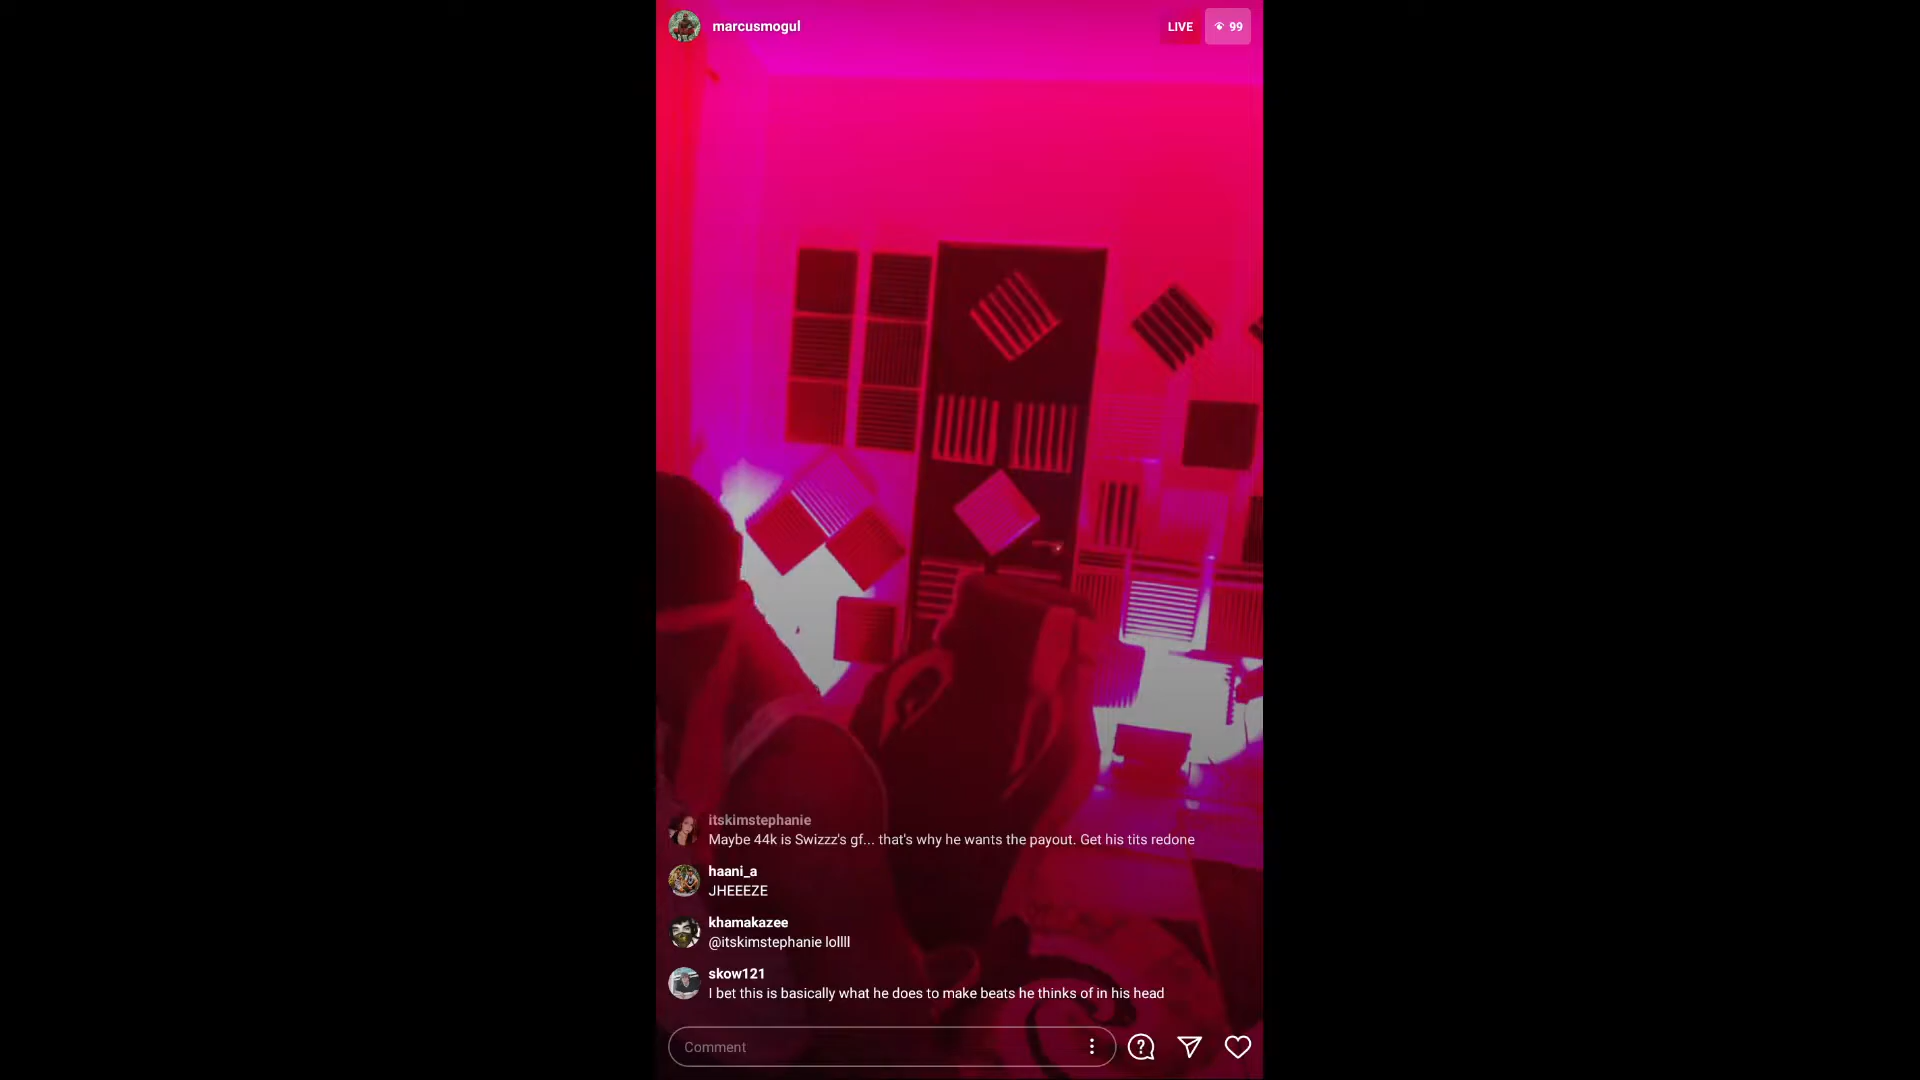 marcusmogul
LIVE
99
itskimstephanie
Maybe 44k is Swizzz's gf... that's why he wants the payout. Get his tits redone
haani_a
JHEEEZE
khamakazee
@itskimstephanie lollll
skow121
I bet this is basically what he does to make beats he thinks of in his head
Comment